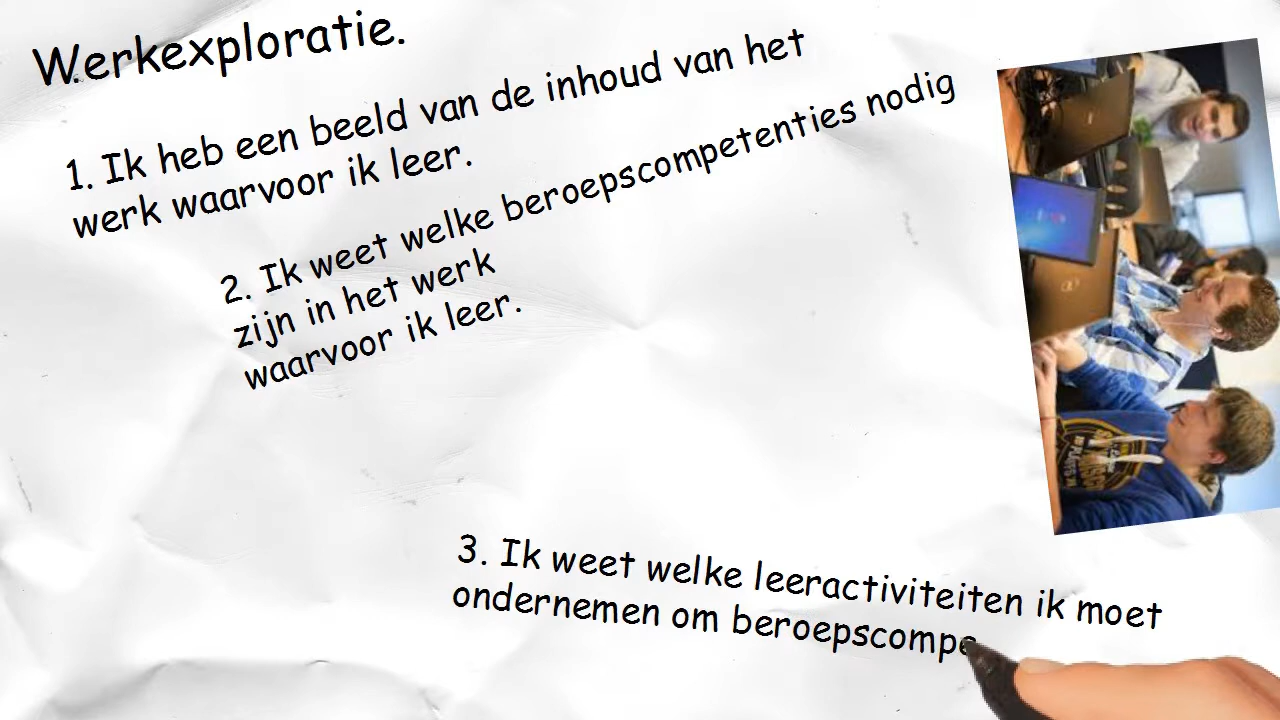 Werkexploratie.
1. Ik heb een beeld van de inhoud van het
werk waarvoor ik leer.
2. Ik weet welke beroepscompetenties nodig
zijn in het werk
waarvoor ik leer.
3. Ik weet welke leeractiviteiten ik moet
ondernemen om beroepscompe